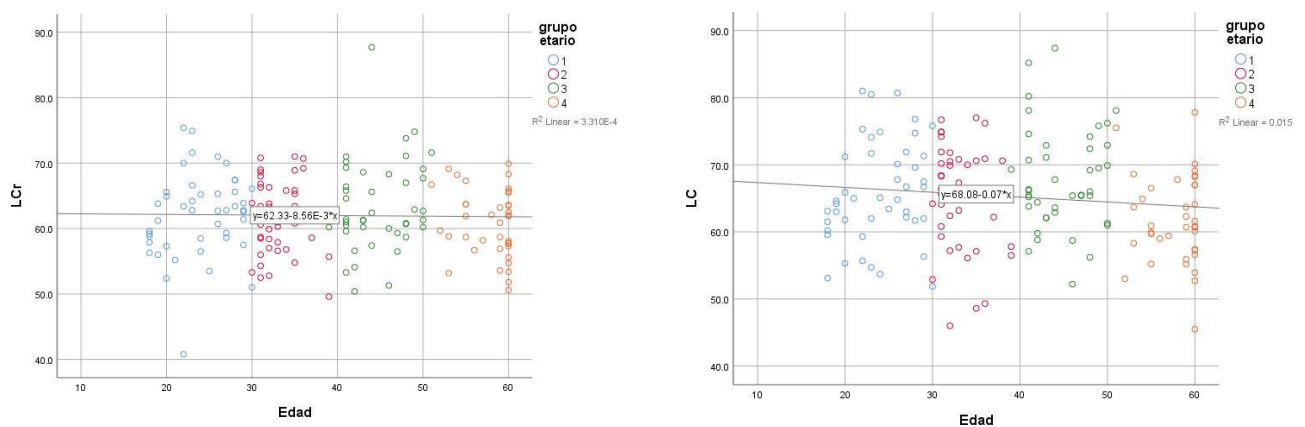 90.0
80.0
70.0
60.0
50.0
40.0
LCr
10 20 30 40 50 60
Edad
y=62.33-8.56E-3*x
grupo
etario
1
2
3
4
R² Linear = 3.310E-4
90.0
80.0
70.0
60.0
50.0
40.0
LC
10 20 30 40 50 60
Edad
y=68.08-0.07*x
grupo
etario
1
2
3
4
R² Linear = 0.015